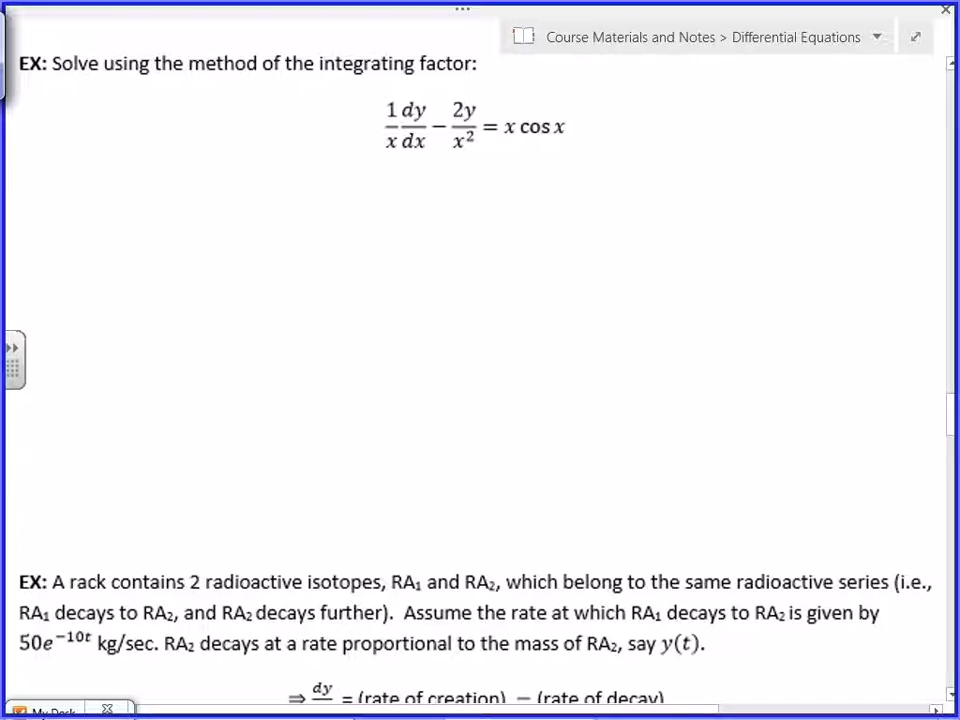 Course Materials and Notes > Differential Equations
EX: Solve using the method of the integrating factor:
1/x dy/dx − 2y/x² = x cos x
EX: A rack contains 2 radioactive isotopes, RA₁ and RA₂, which belong to the same radioactive series (i.e.,
RA₁ decays to RA₂, and RA₂ decays further). Assume the rate at which RA₁ decays to RA₂ is given by
50e⁻¹⁰ᵗ kg/sec. RA₂ decays at a rate proportional to the mass of RA₂, say y(t).
⇒ dy = (rate of creation) − (rate of decay)
My Desk